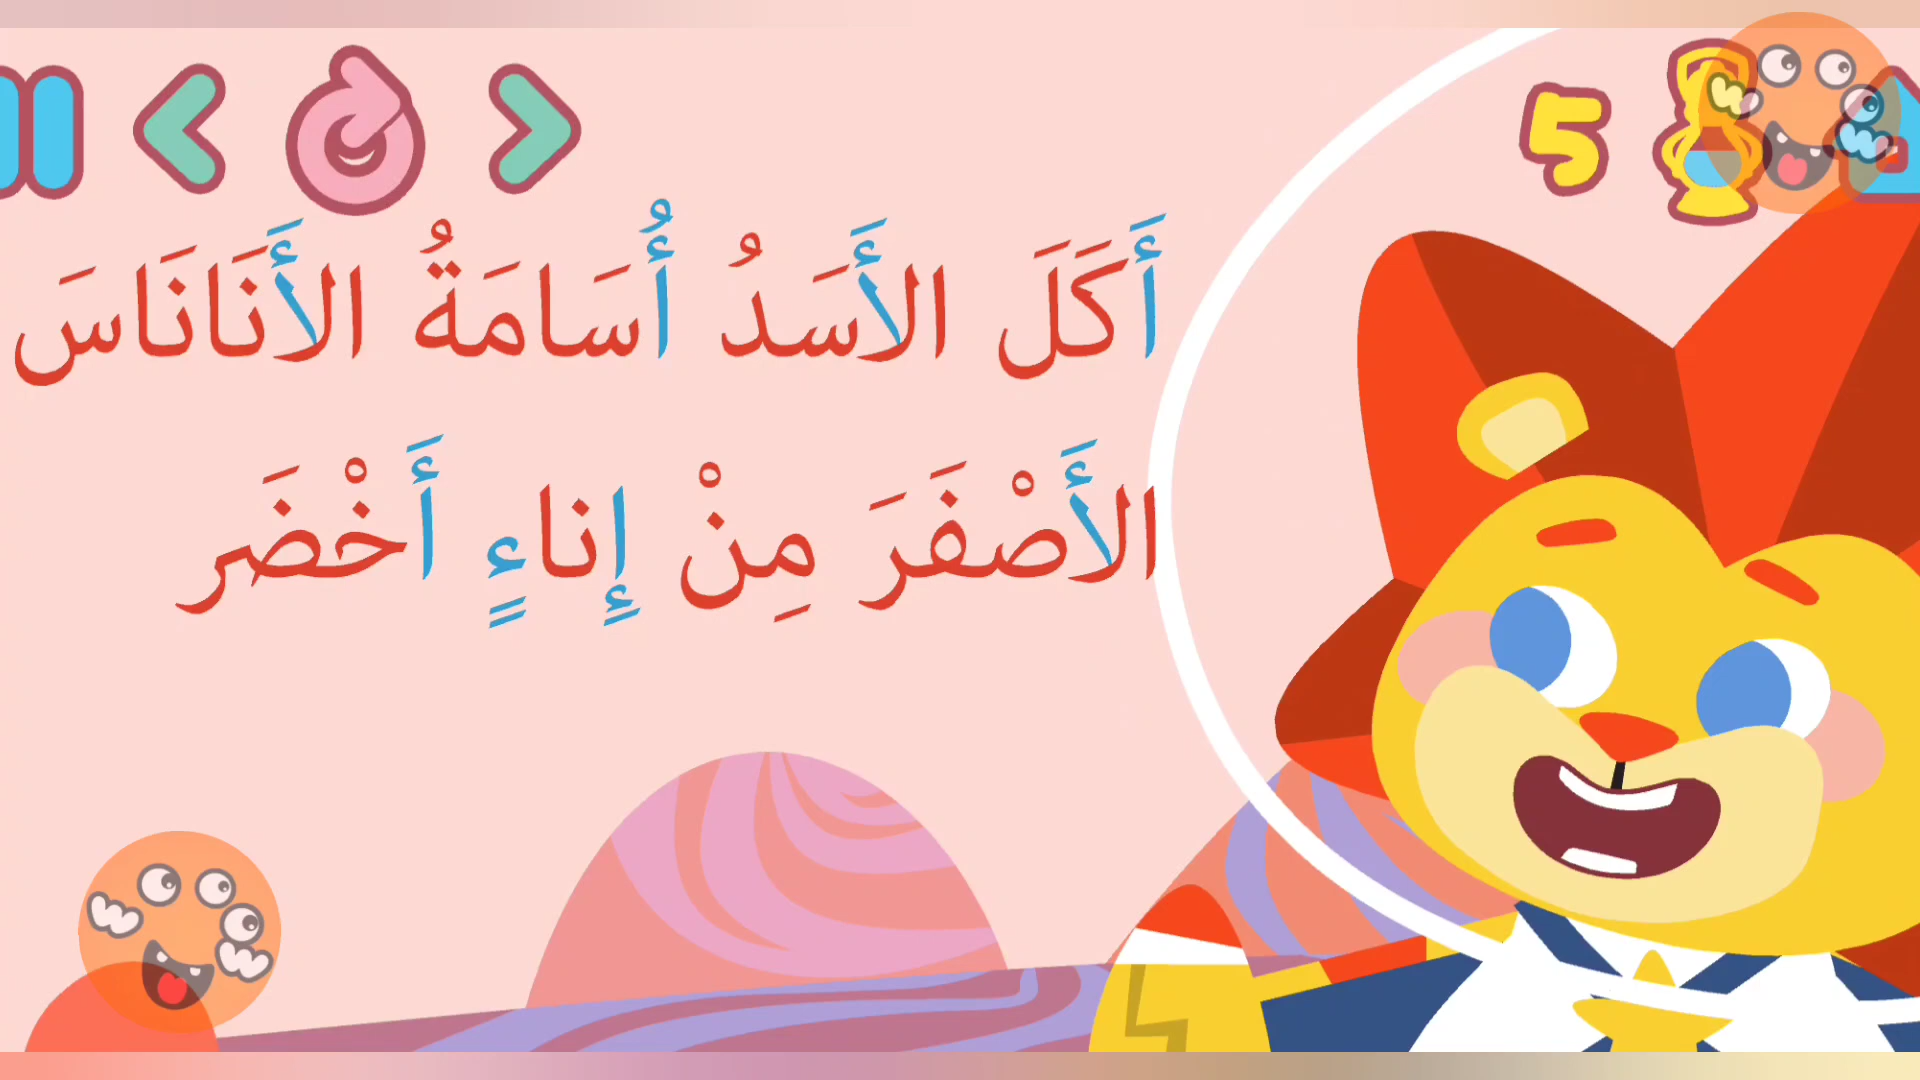 5
أَكَلَ الأَسَدُ أُسَامَةُ الأَنَانَاسَ
الأَصْفَرَ مِنْ إِناءٍ أَخْضَر